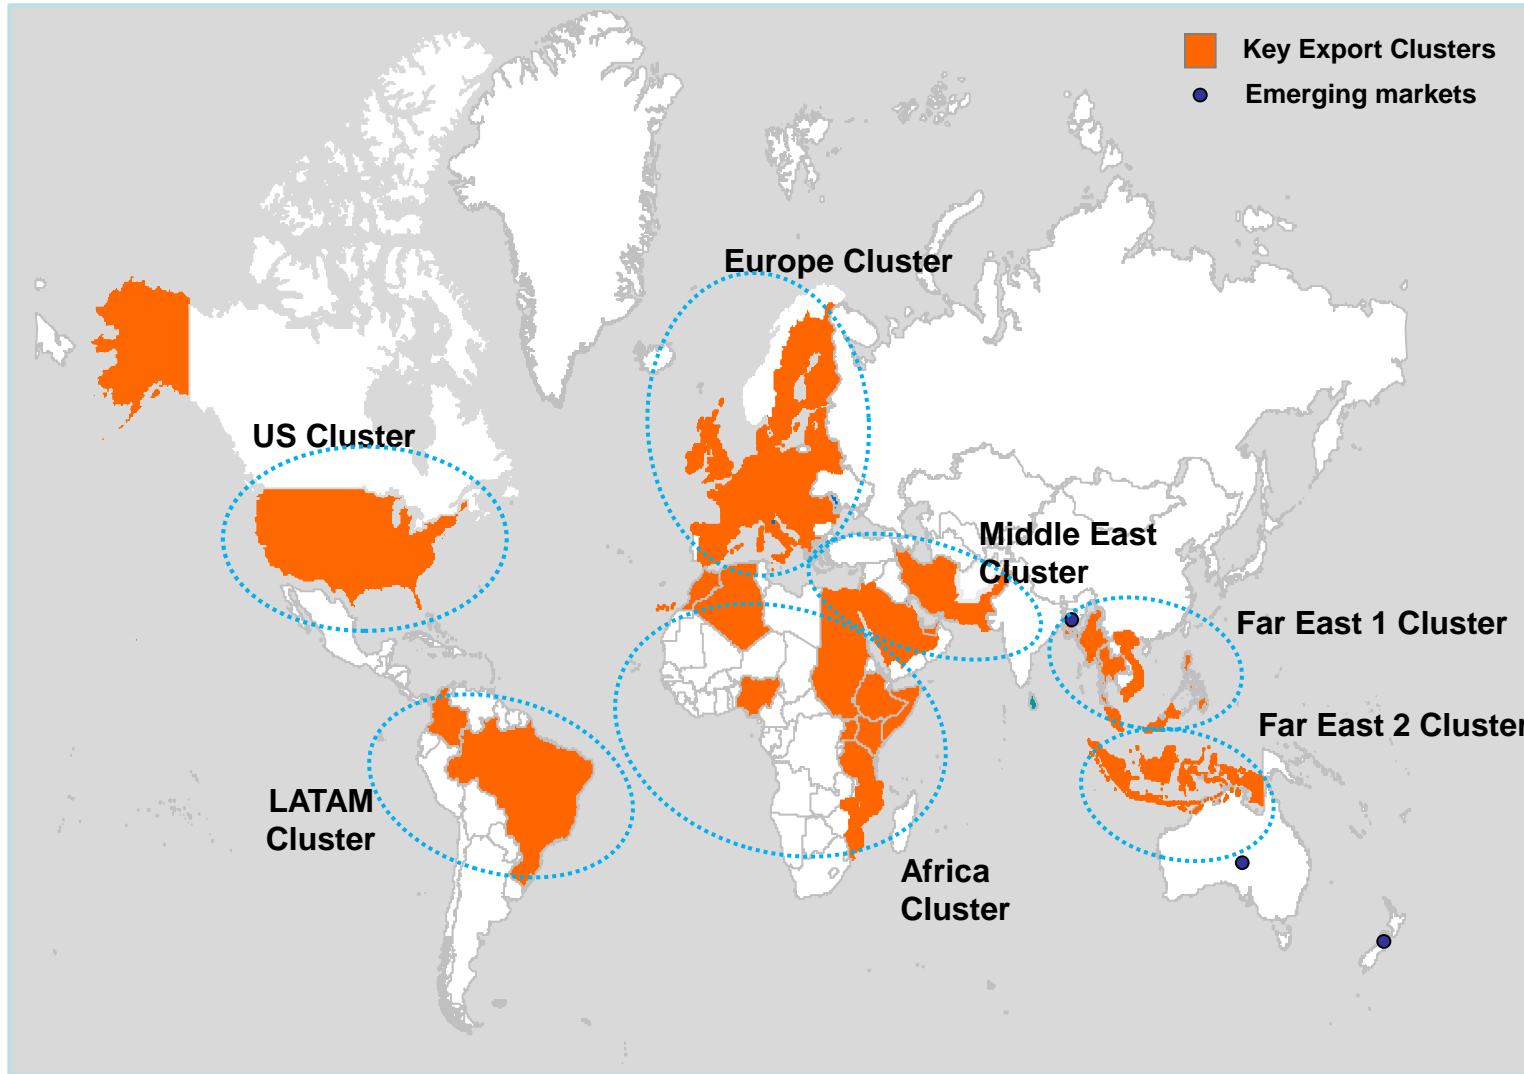 Key Export Clusters
Emerging markets
Europe Cluster
US Cluster
Middle East
Cluster
Far East 1 Cluster
Far East 2 Cluster
LATAM
Cluster
Africa
Cluster